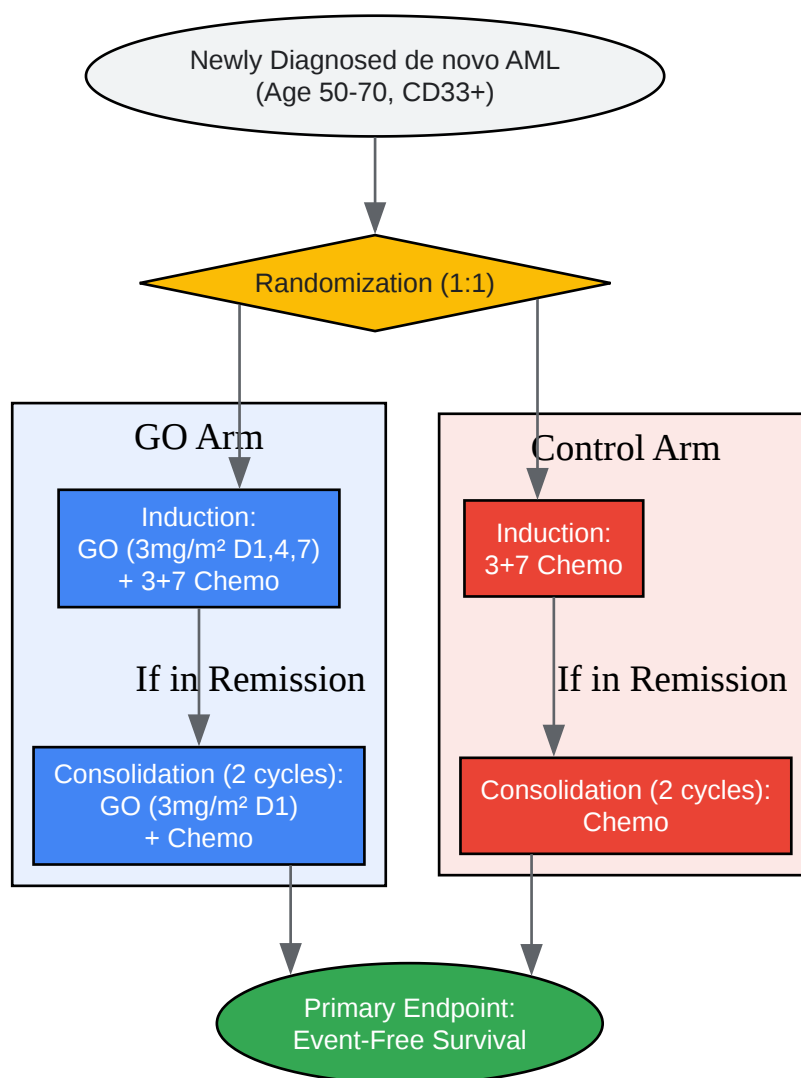 Newly Diagnosed de novo AML
(Age 50-70, CD33+)
Randomization (1:1)
GO Arm
Induction:
GO (3mg/m² D1,4,7)
+ 3+7 Chemo
If in Remission
Consolidation (2 cycles):
GO (3mg/m² D1)
+ Chemo
Control Arm
Induction:
3+7 Chemo
If in Remission
Consolidation (2 cycles):
Chemo
Primary Endpoint:
Event-Free Survival